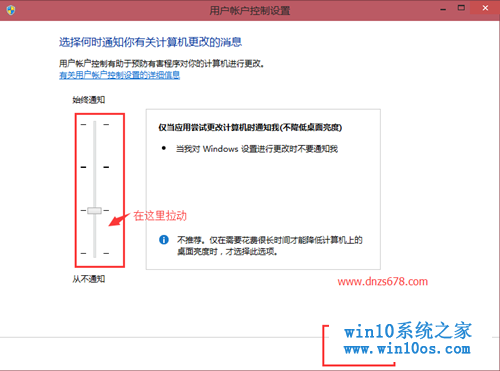 用户帐户控制设置
选择何时通知你有关计算机更改的消息
用户帐户控制有助于预防有害程序对你的计算机进行更改。
有关用户帐户控制设置的详细信息
始终通知
仅当应用尝试更改计算机时通知我(不降低桌面亮度)
当我对 Windows 设置进行更改时不要通知我
在这里拉动
不推荐。仅在需要花费很长时间才能降低计算机上的
桌面亮度时，才选择此选项。
从不通知
www.dnzs678.com
win10系统之家
www.win10os.com